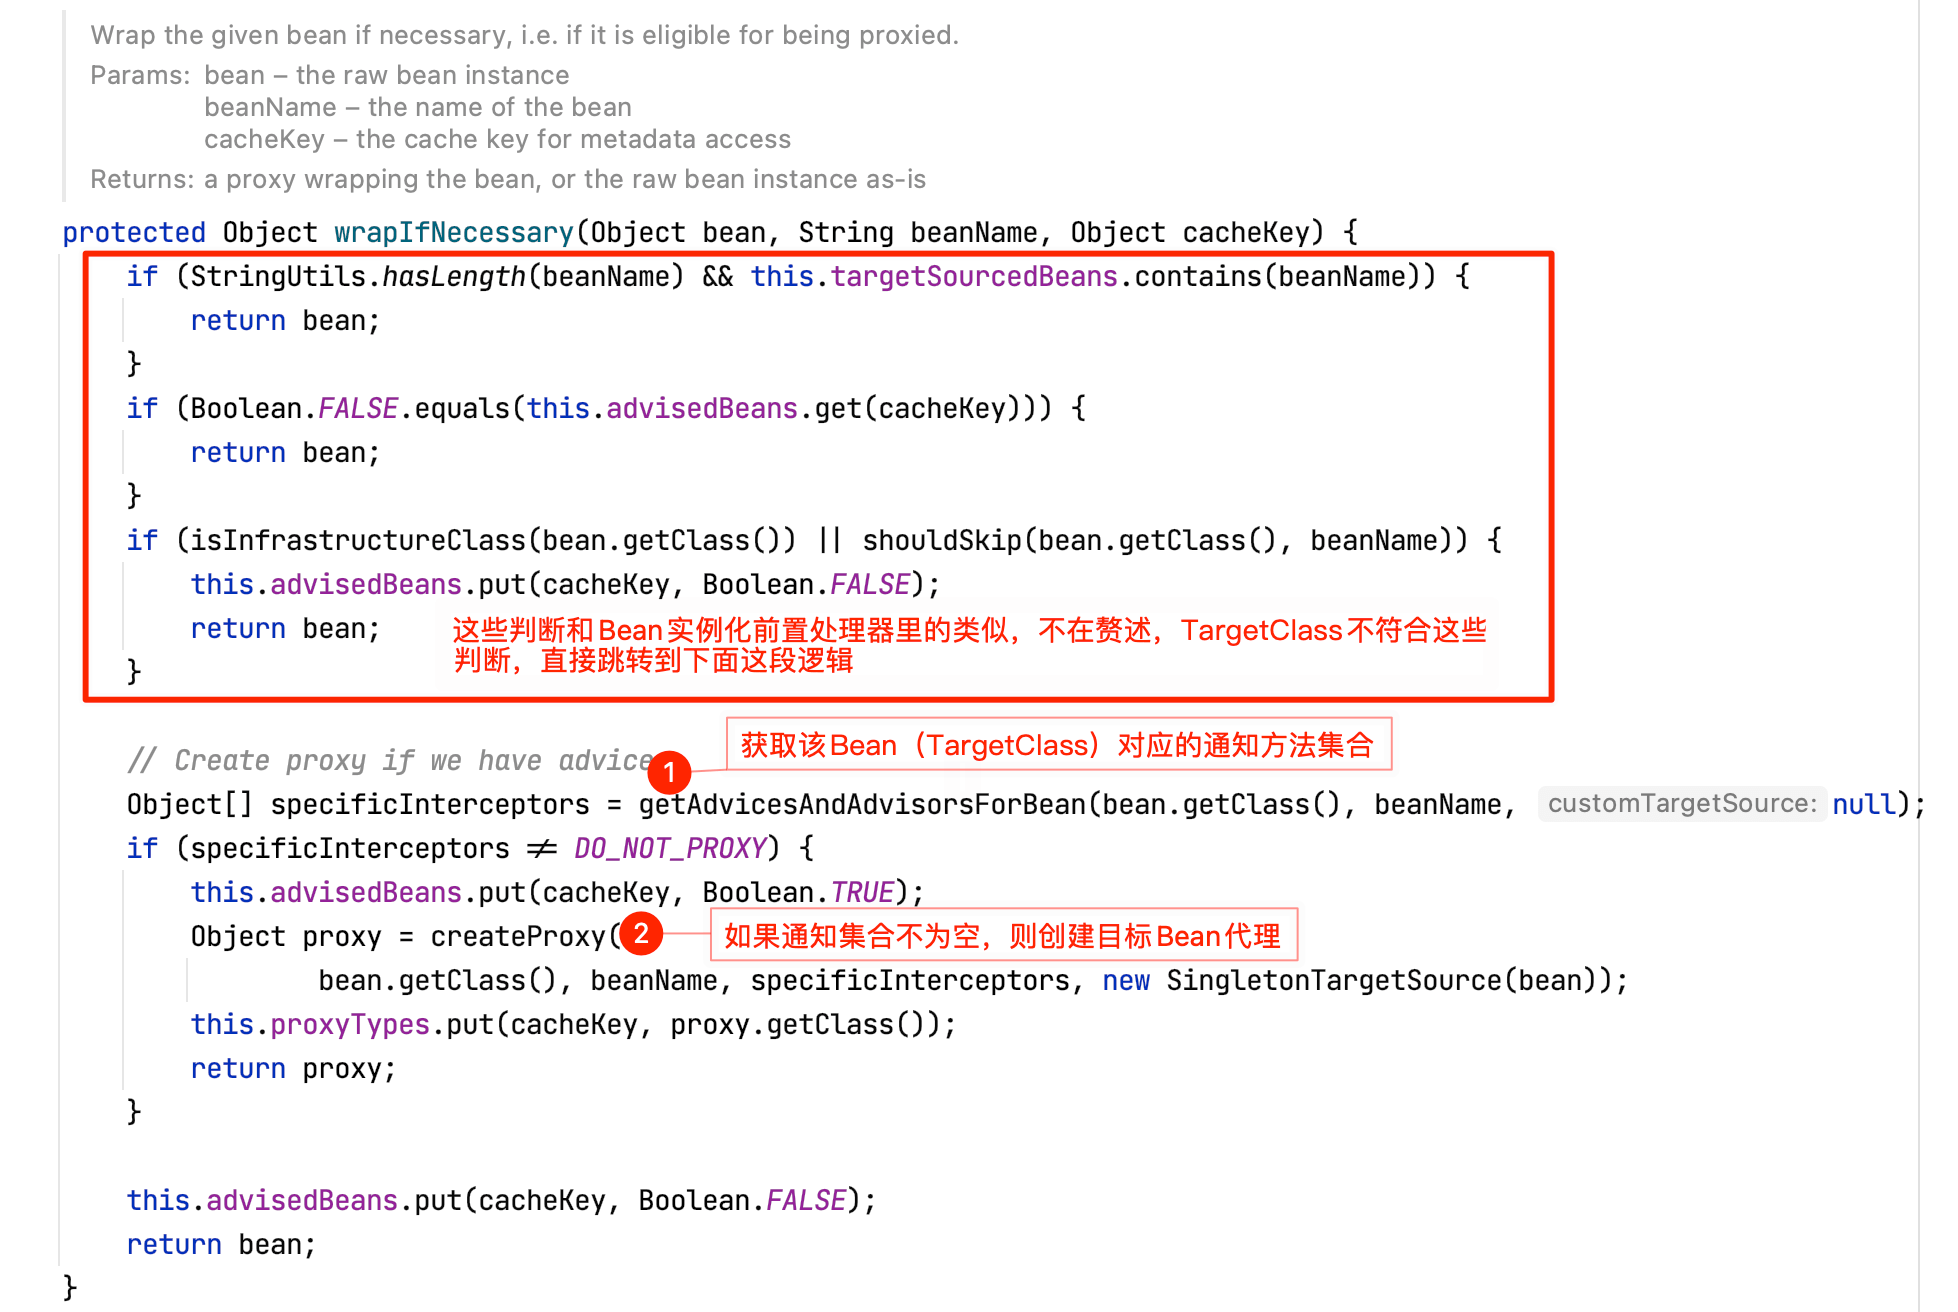 Wrap the given bean if necessary, i.e. if it is eligible for being proxied.
Params: bean – the raw bean instance
beanName – the name of the bean
cacheKey – the cache key for metadata access
Returns: a proxy wrapping the bean, or the raw bean instance as-is
protected Object wrapIfNecessary(Object bean, String beanName, Object cacheKey) {
if (StringUtils.hasLength(beanName) && this.targetSourcedBeans.contains(beanName)) {
return bean;
}
if (Boolean.FALSE.equals(this.advisedBeans.get(cacheKey))) {
return bean;
}
if (isInfrastructureClass(bean.getClass()) || shouldSkip(bean.getClass(), beanName)) {
this.advisedBeans.put(cacheKey, Boolean.FALSE);
return bean;
这些判断和Bean实例化前置处理器里的类似，不在赘述，TargetClass不符合这些
判断，直接跳转到下面这段逻辑
}
获取该Bean（TargetClass）对应的通知方法集合
// Create proxy if we have advice
1
Object[] specificInterceptors = getAdvicesAndAdvisorsForBean(bean.getClass(), beanName, customTargetSource: null);
if (specificInterceptors ≠ DO_NOT_PROXY) {
this.advisedBeans.put(cacheKey, Boolean.TRUE);
Object proxy = createProxy( 2 如果通知集合不为空，则创建目标Bean代理
bean.getClass(), beanName, specificInterceptors, new SingletonTargetSource(bean));
this.proxyTypes.put(cacheKey, proxy.getClass());
return proxy;
}
this.advisedBeans.put(cacheKey, Boolean.FALSE);
return bean;
}